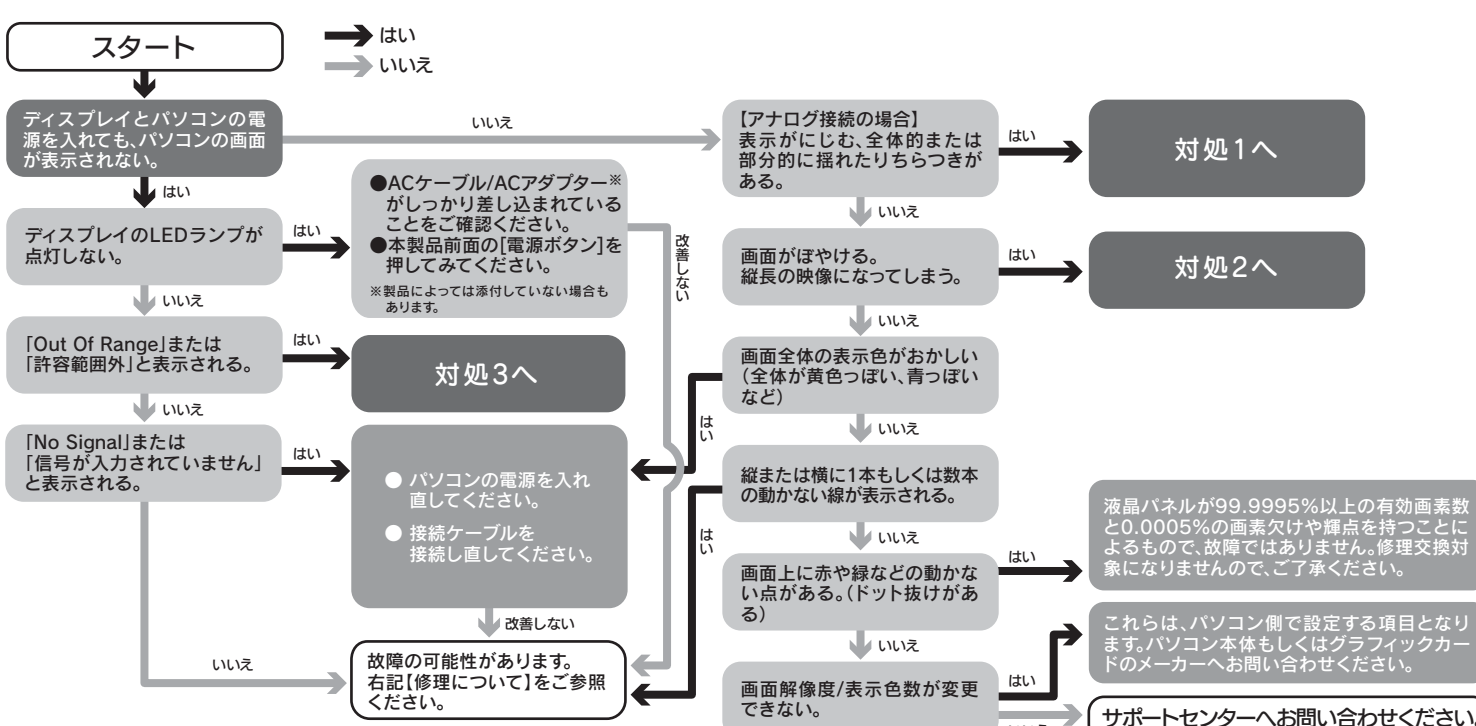 スタート
はい
いいえ
ディスプレイとパソコンの電
源を入れても、パソコンの画面
が表示されない。
いいえ
はい
ディスプレイのLEDランプが
点灯しない。
はい
●ACケーブル/ACアダプター※
がしっかり差し込まれている
ことをご確認ください。
●本製品前面の[電源ボタン]を
押してみてください。
※製品によっては添付していない場合も
あります。
改善しない
いいえ
「Out Of Range」または
「許容範囲外」と表示される。
はい
対処3へ
いいえ
「No Signal」または
「信号が入力されていません」
と表示される。
はい
● パソコンの電源を入れ
直してください。
● 接続ケーブルを
接続し直してください。
改善しない
いいえ
故障の可能性があります。
右記【修理について】をご参照
ください。
【アナログ接続の場合】
表示がにじむ、全体的または
部分的に揺れたりちらつきが
ある。
はい
対処1へ
いいえ
画面がぼやける。
縦長の映像になってしまう。
はい
対処2へ
いいえ
画面全体の表示色がおかしい
(全体が黄色っぽい、青っぽい
など)
はい
いいえ
縦または横に1本もしくは数本
の動かない線が表示される。
はい
いいえ
画面上に赤や緑などの動かな
い点がある。(ドット抜けがあ
る)
はい
液晶パネルが99.9995%以上の有効画素数
と0.0005%の画素欠けや輝点を持つことに
よるもので、故障ではありません。修理交換対
象になりませんので、ご了承ください。
いいえ
画面解像度/表示色数が変更
できない。
はい
これらは、パソコン側で設定する項目となり
ます。パソコン本体もしくはグラフィックカー
ドのメーカーへお問い合わせください。
サポートセンターへお問い合わせください。